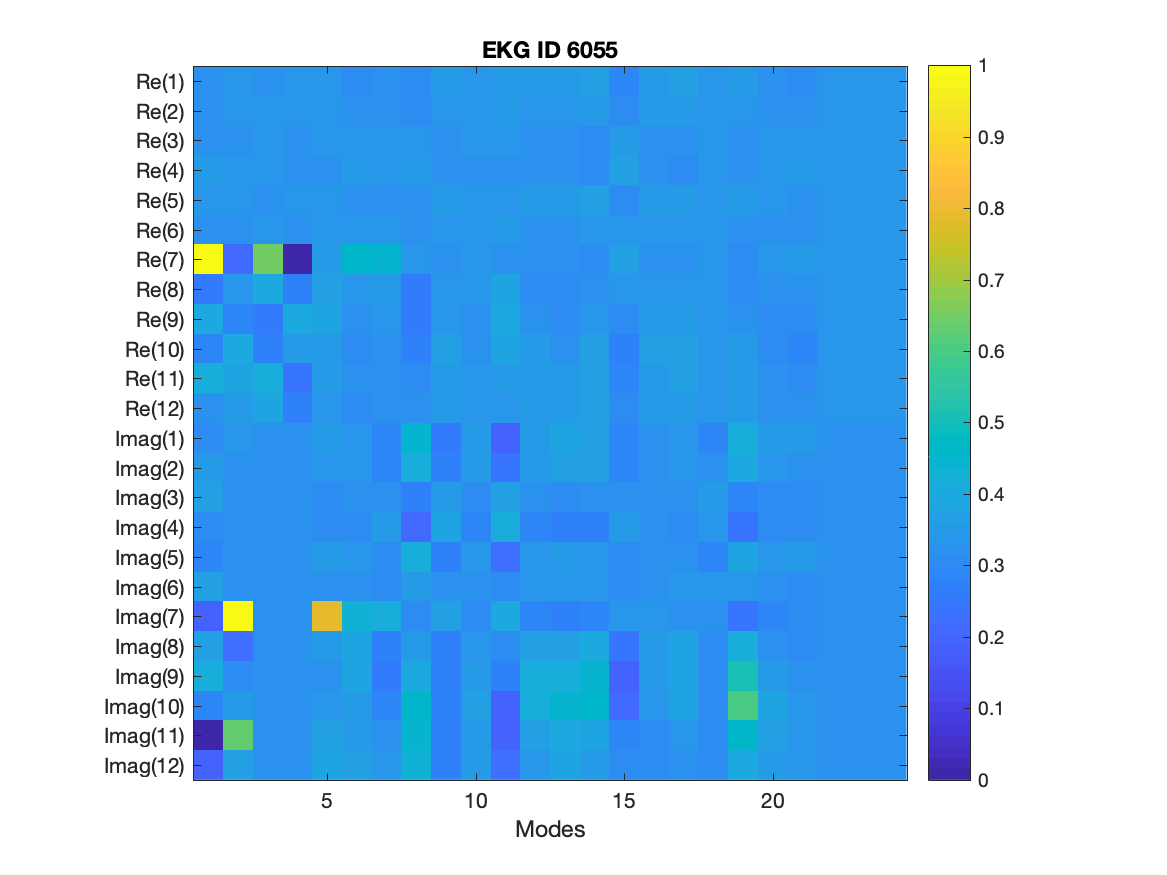 EKG ID 6055
Re(1)
Re(2)
Re(3)
Re(4)
Re(5)
Re(6)
Re(7)
Re(8)
Re(9)
Re(10)
Re(11)
Re(12)
Imag(1)
Imag(2)
Imag(3)
Imag(4)
Imag(5)
Imag(6)
Imag(7)
Imag(8)
Imag(9)
Imag(10)
Imag(11)
Imag(12)
5 10 15 20
Modes
1
0.9
0.8
0.7
0.6
0.5
0.4
0.3
0.2
0.1
0